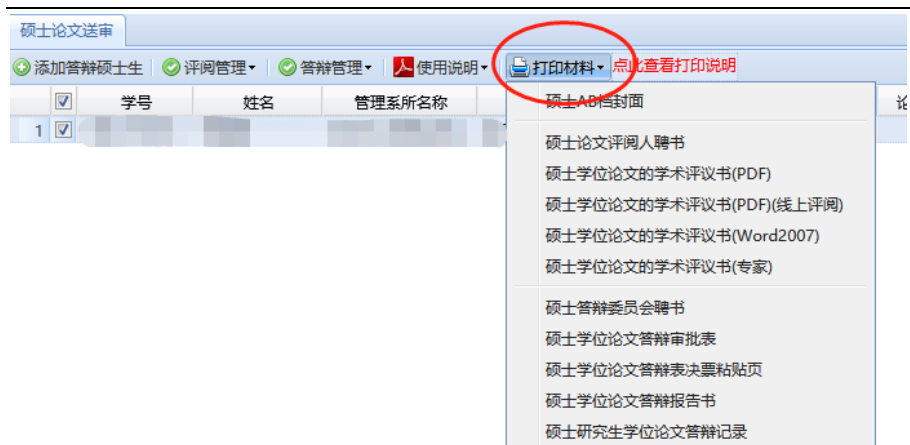 硕士论文送审
添加答辩硕士生 评阅管理 答辩管理 使用说明 打印材料 点此查看打印说明
学号 姓名 管理系所名称
1
硕士AB档封面
硕士论文评阅人聘书
硕士学位论文的学术评议书(PDF)
硕士学位论文的学术评议书(PDF)(线上评阅)
硕士学位论文的学术评议书(Word2007)
硕士学位论文的学术评议书(专家)
硕士答辩委员会聘书
硕士学位论文答辩审批表
硕士学位论文答辩表决票粘贴页
硕士学位论文答辩报告书
硕士研究生学位论文答辩记录